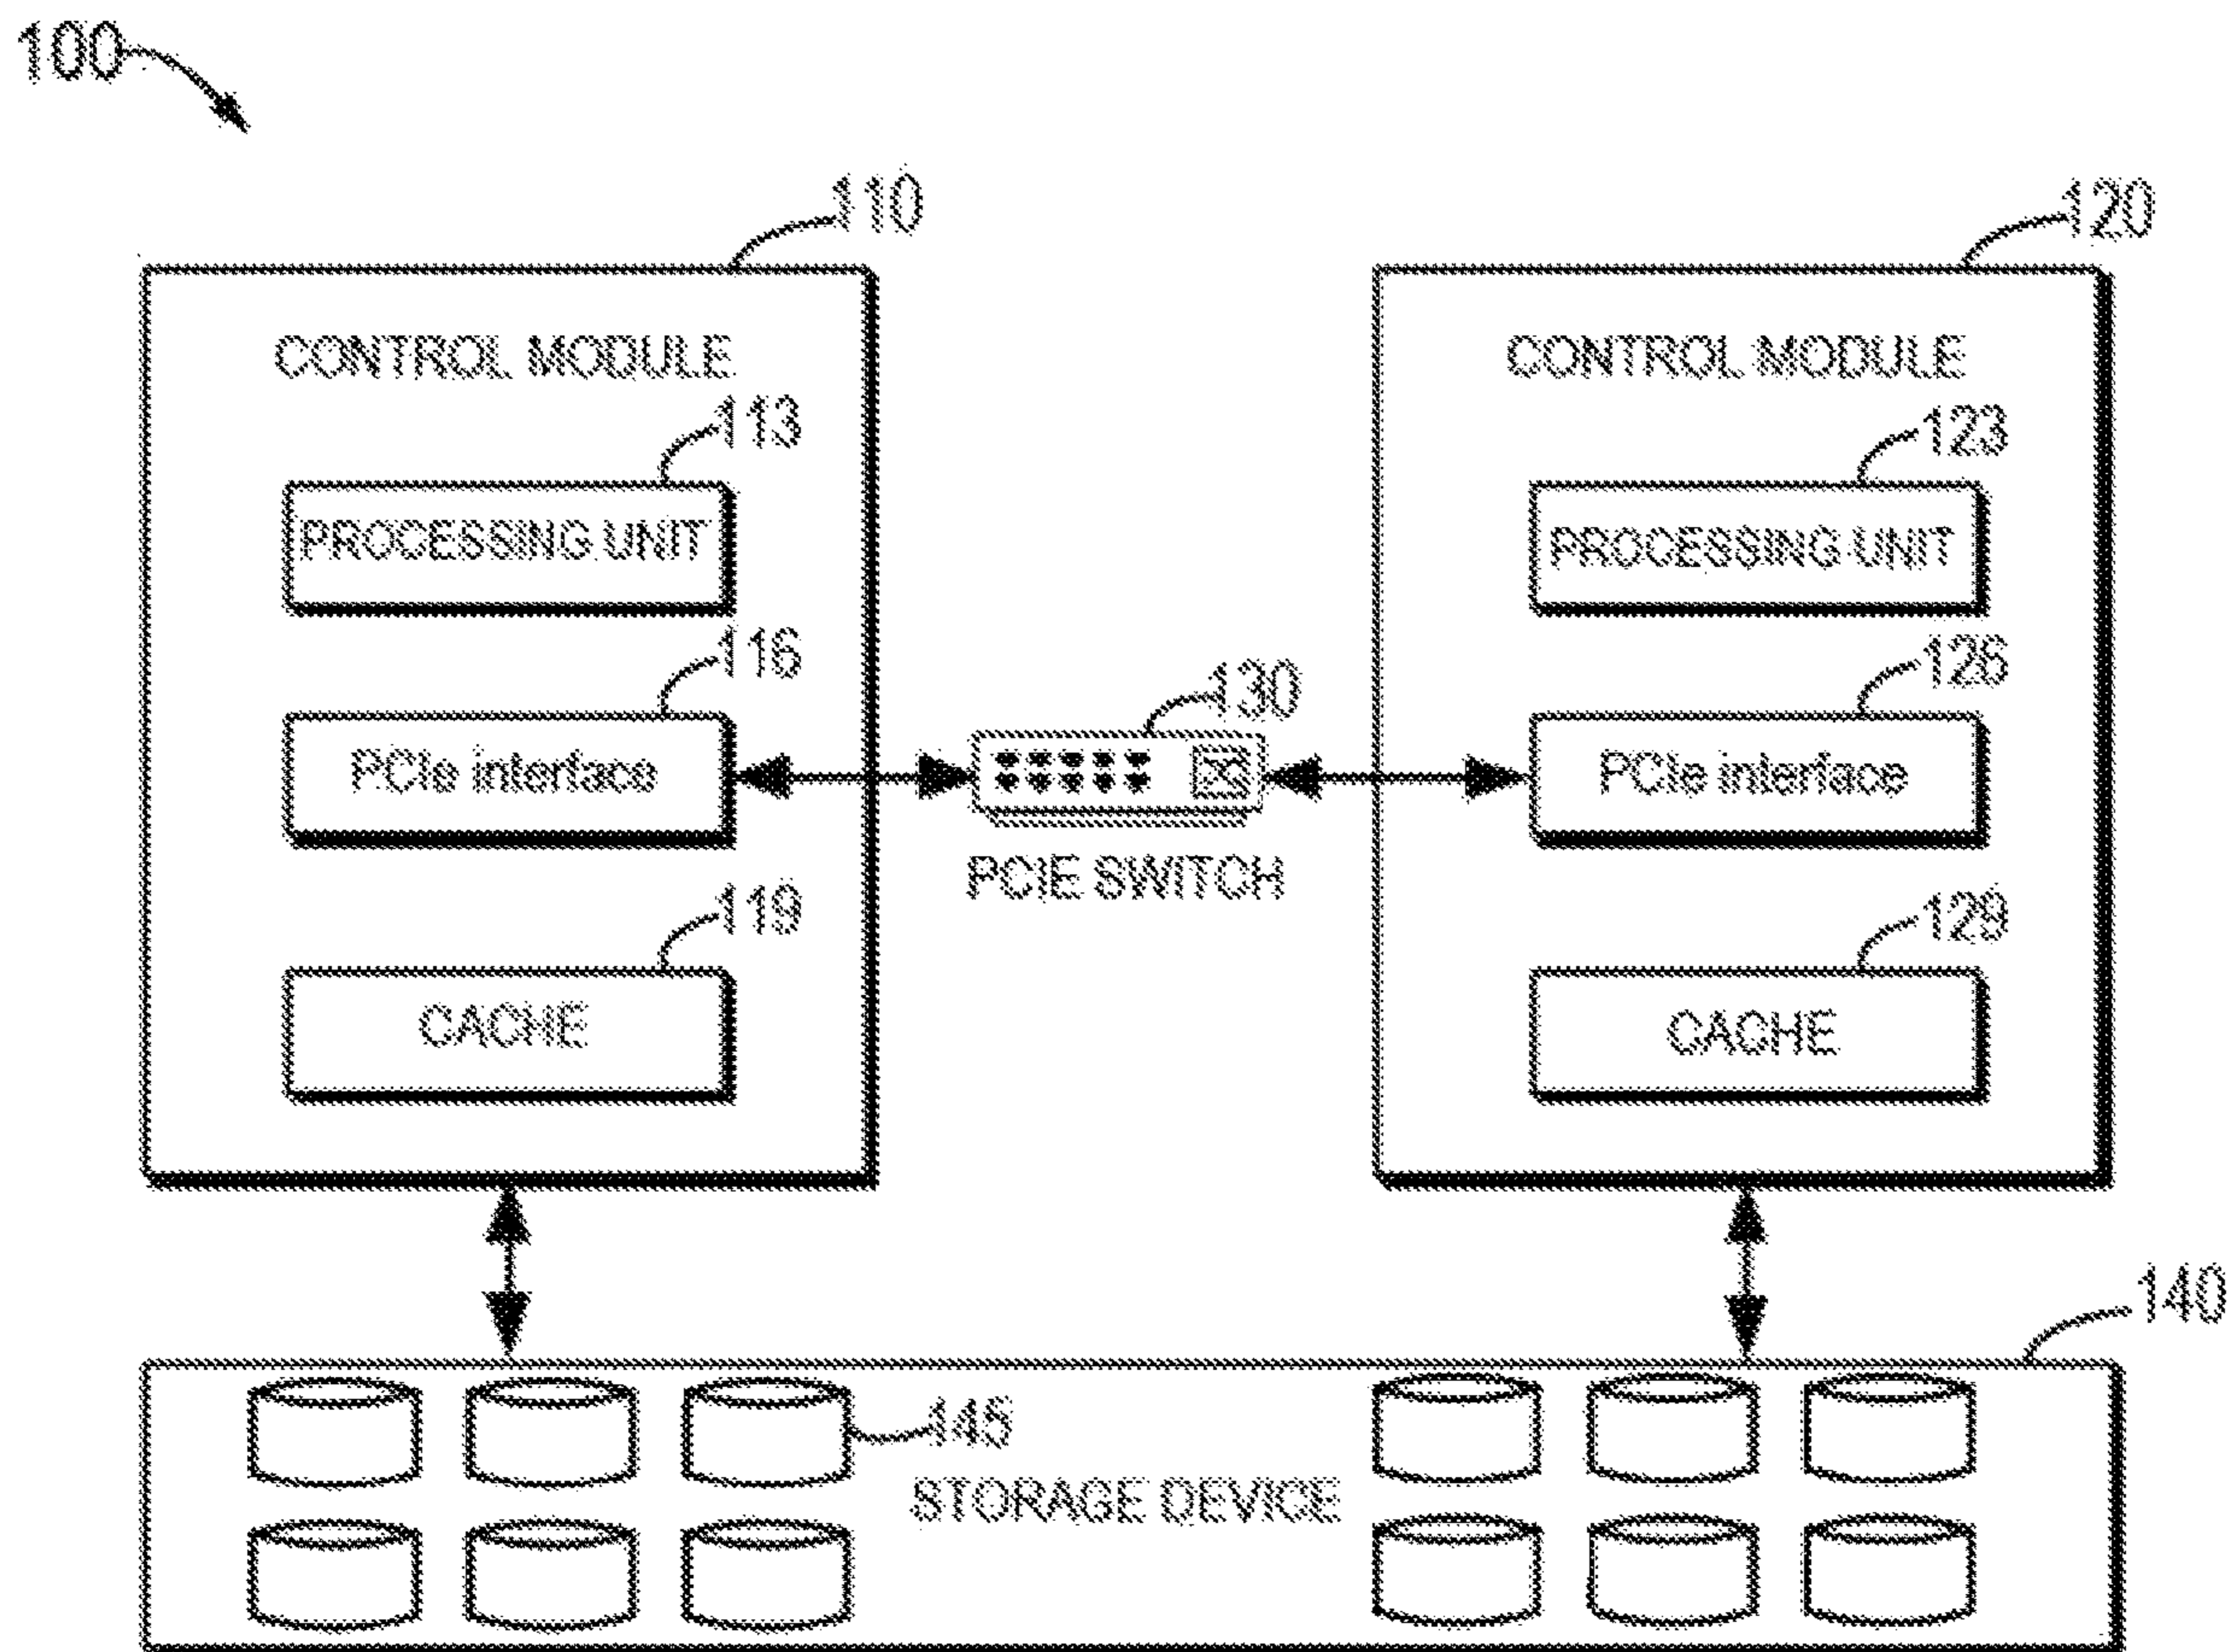 100
110
120
CONTROL MODULE
CONTROL MODULE
113
123
PROCESSING UNIT
PROCESSING UNIT
116
126
130
PCIe interface
PCIe interface
PCIE SWITCH
119
129
CACHE
CACHE
140
145
STORAGE DEVICE